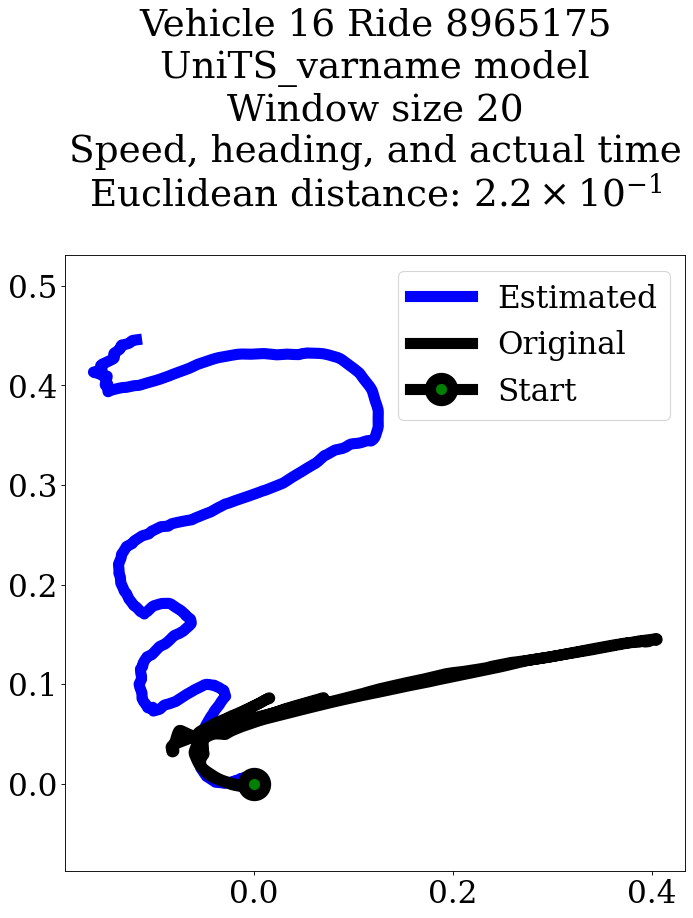 Vehicle 16 Ride 8965175
UniTS_varname model
Window size 20
Speed, heading, and actual time
Euclidean distance: 2.2 × 10⁻¹
Estimated
Original
Start
0.5
0.4
0.3
0.2
0.1
0.0
0.0 0.2 0.4